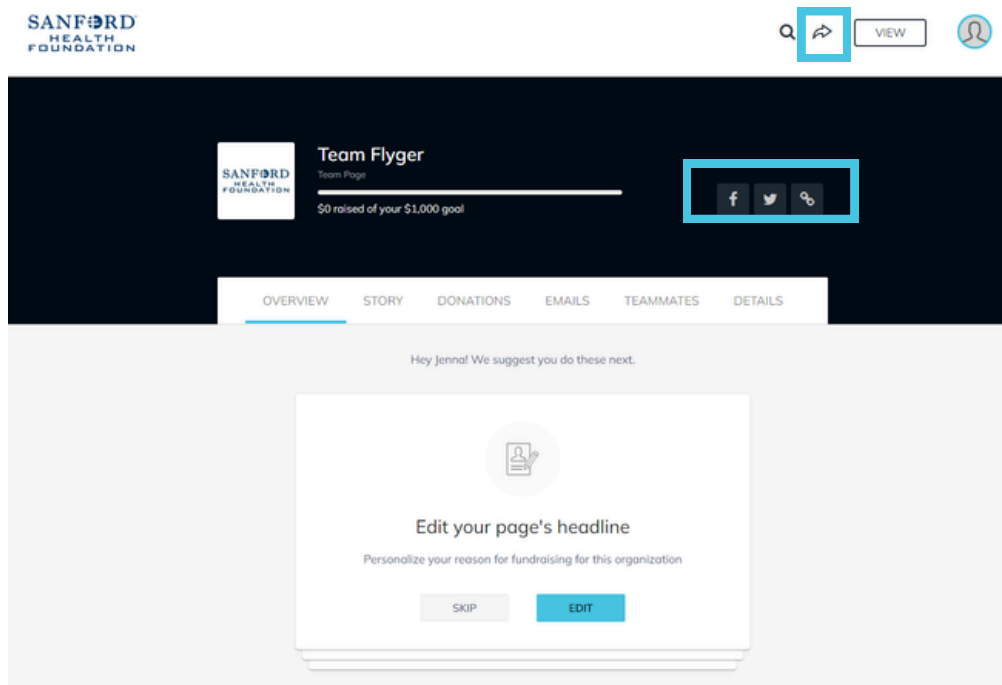 SANFORD
HEALTH
FOUNDATION
VIEW
SANFORD
HEALTH
FOUNDATION
Team Flyger
Team Page
$0 raised of your $1,000 goal
OVERVIEW STORY DONATIONS EMAILS TEAMMATES DETAILS
Hey Jenna! We suggest you do these next.
Edit your page's headline
Personalize your reason for fundraising for this organization
SKIP EDIT